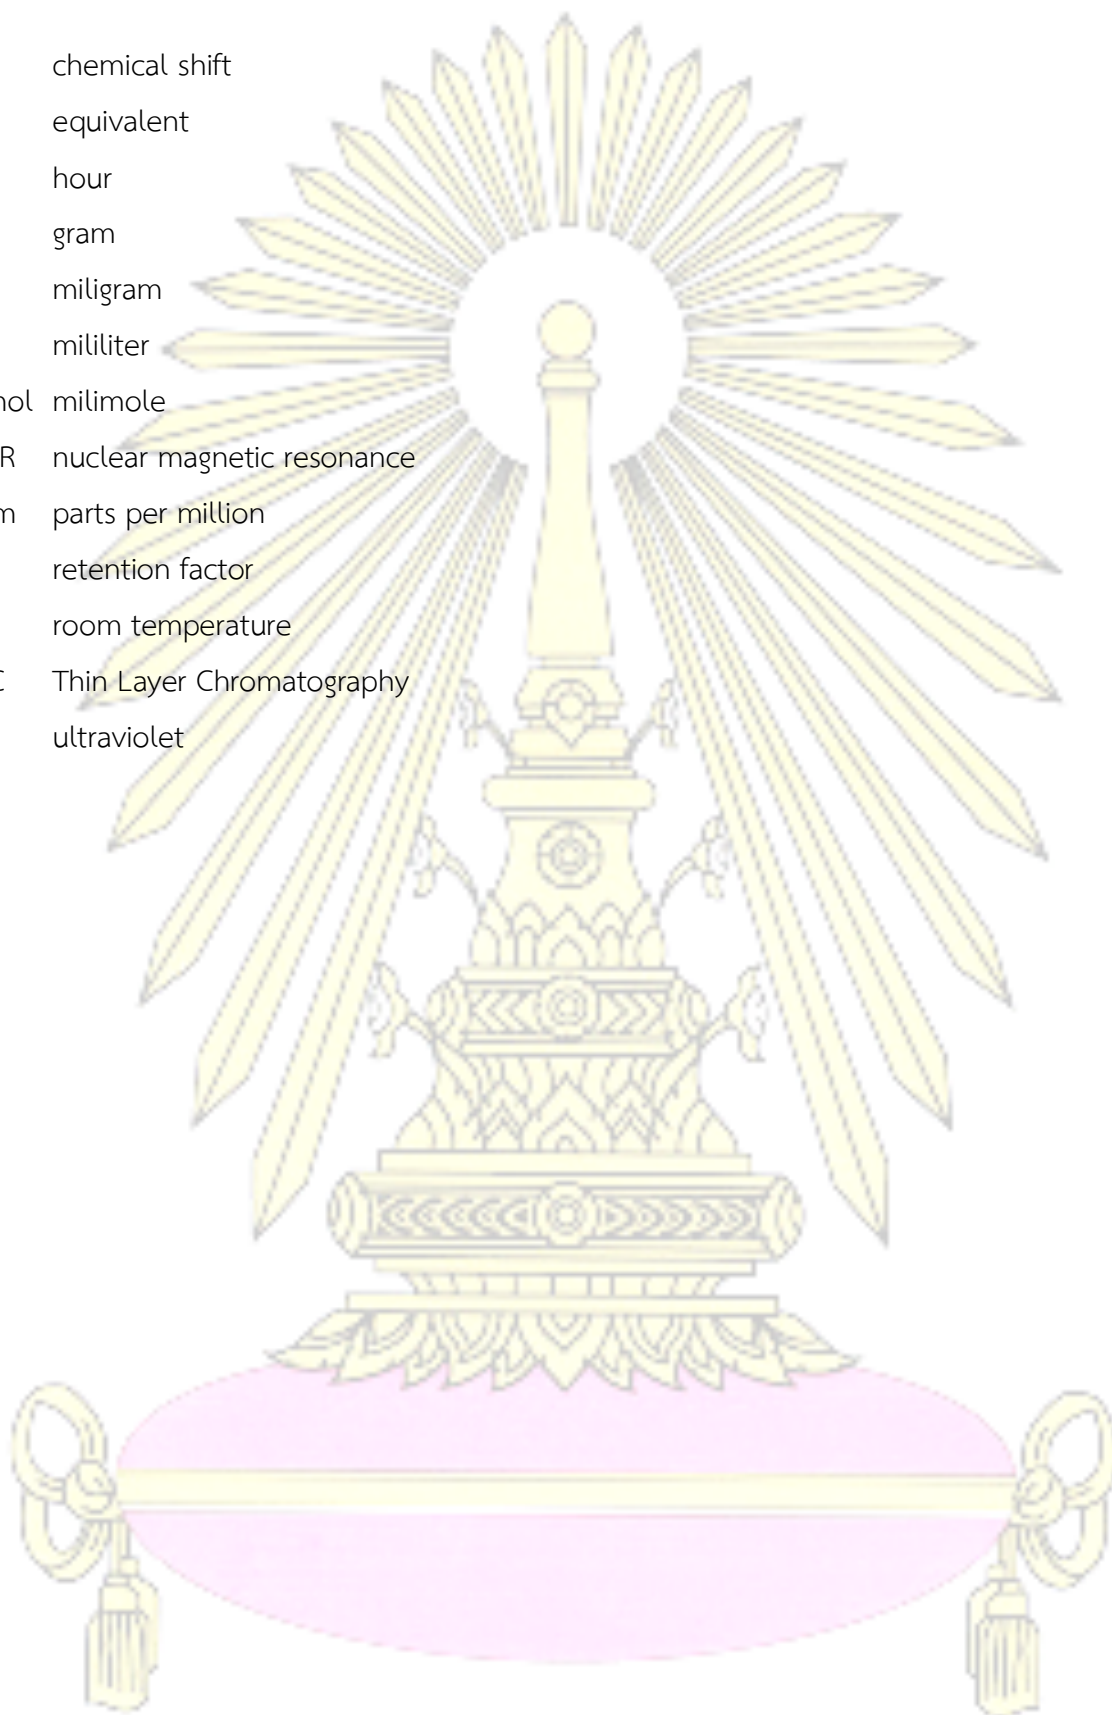 chemical shift
equivalent
hour
gram
miligram
mililiter
nol milimole
R nuclear magnetic resonance
m parts per million
retention factor
room temperature
C Thin Layer Chromatography
ultraviolet